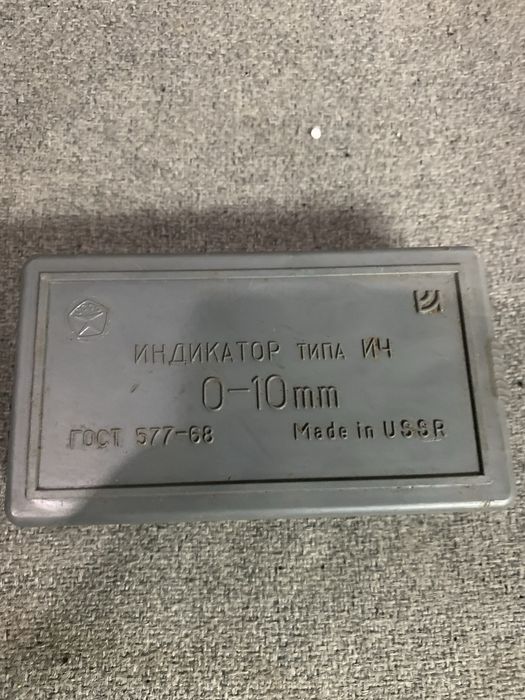 ИНДИКАТОР ТИПА ИЧ
0-10mm
ГОСТ 577-68 Made in USSR